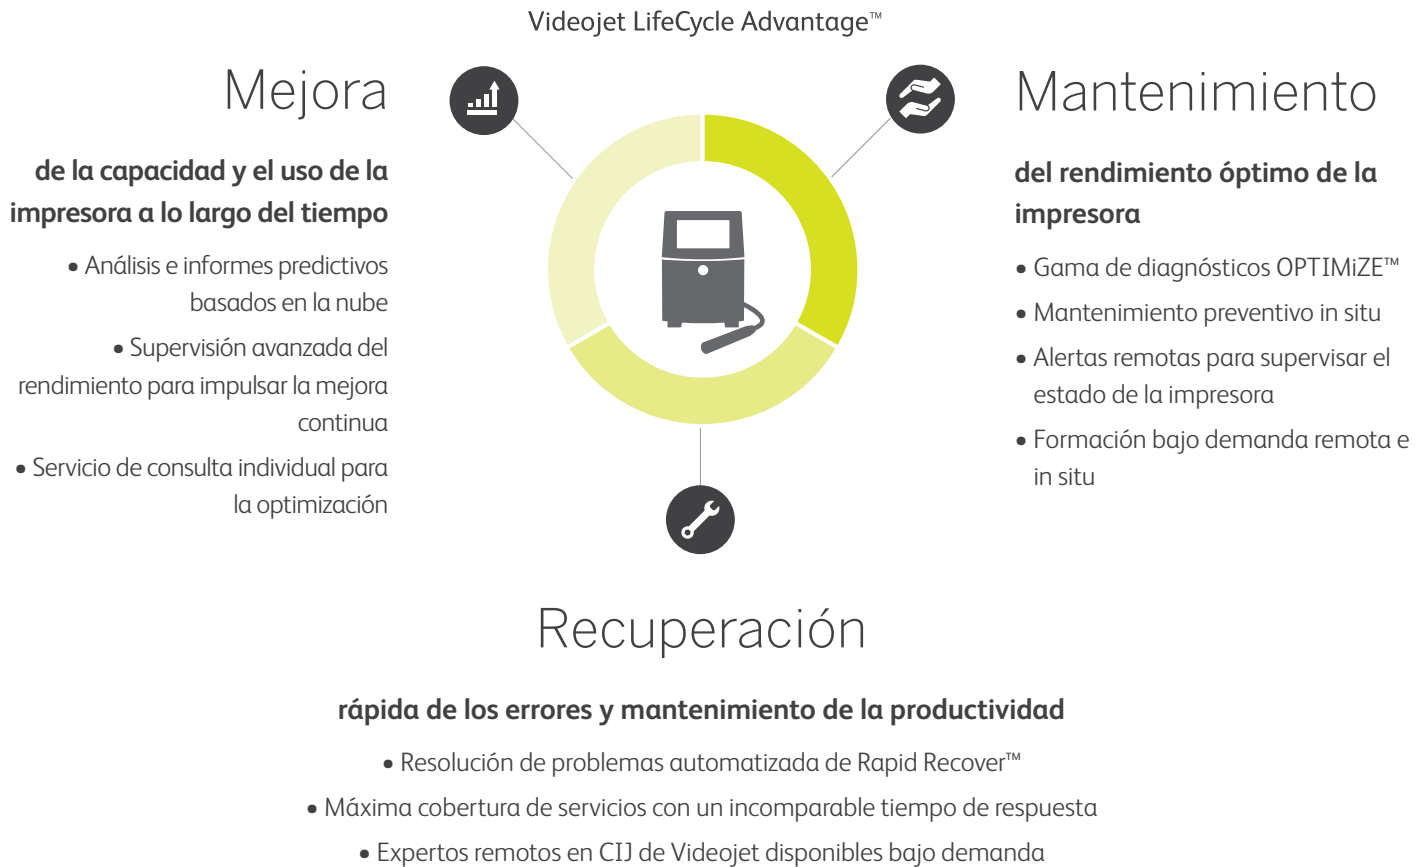 Videojet LifeCycle Advantage™
Mejora
de la capacidad y el uso de la
impresora a lo largo del tiempo
• Análisis e informes predictivos
basados en la nube
• Supervisión avanzada del
rendimiento para impulsar la mejora
continua
• Servicio de consulta individual para
la optimización
Mantenimiento
del rendimiento óptimo de la
impresora
• Gama de diagnósticos OPTIMiZE™
• Mantenimiento preventivo in situ
• Alertas remotas para supervisar el
estado de la impresora
• Formación bajo demanda remota e
in situ
Recuperación
rápida de los errores y mantenimiento de la productividad
• Resolución de problemas automatizada de Rapid Recover™
• Máxima cobertura de servicios con un incomparable tiempo de respuesta
• Expertos remotos en CIJ de Videojet disponibles bajo demanda